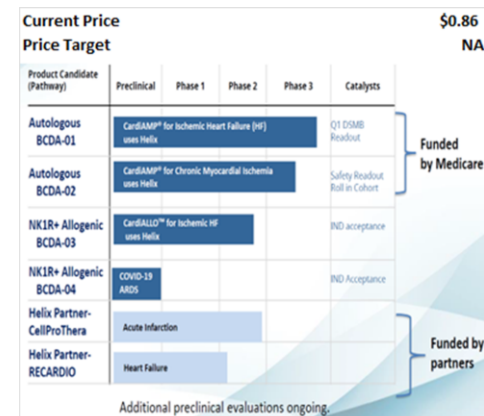 Current Price $0.86
Price Target NA
Product Candidate
(Pathway) Preclinical Phase 1 Phase 2 Phase 3 Catalysts
Autologous
BCDA-01
CardiAMP® for Ischemic Heart Failure (HF)
uses Helix
Q1 DSMB
Readout
Autologous
BCDA-02
CardiAMP® for Chronic Myocardial Ischemia
uses Helix
Safety Readout
Roll in Cohort
Funded
by Medicare
NK1R+ Allogenic
BCDA-03
CardiALLO™ for Ischemic HF
uses Helix
IND acceptance
NK1R+ Allogenic
BCDA-04
COVID-19
ARDS
IND Acceptance
Helix Partner-
CellProThera
Acute Infarction
Helix Partner-
RECARDIO
Heart Failure
Funded by
partners
Additional preclinical evaluations ongoing.